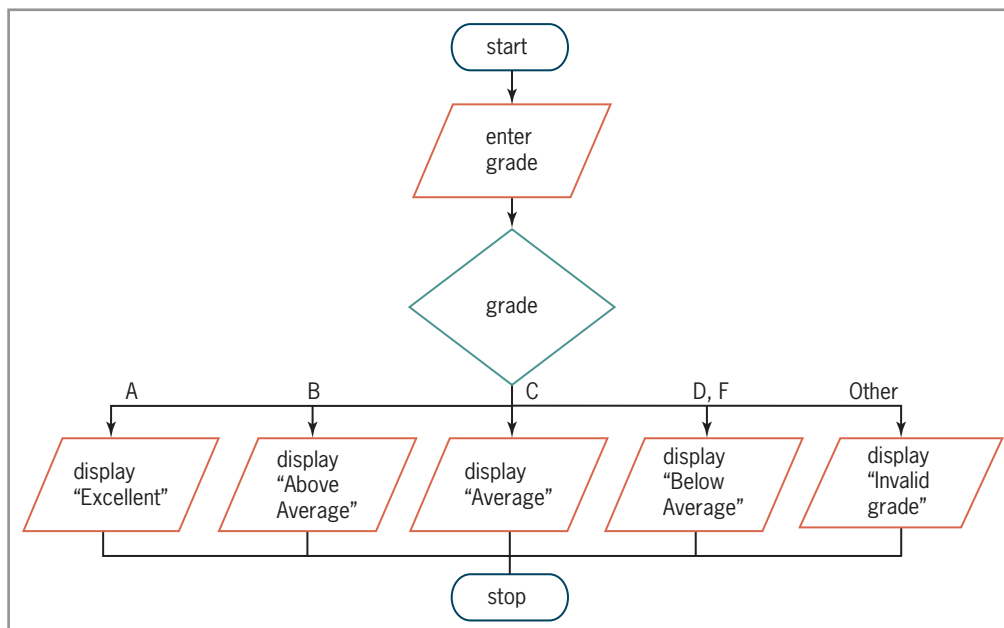 start
enter
grade
grade
A
B
C
D, F
Other
display
“Excellent”
display
“Above
Average”
display
“Average”
display
“Below
Average”
display
“Invalid
grade”
stop